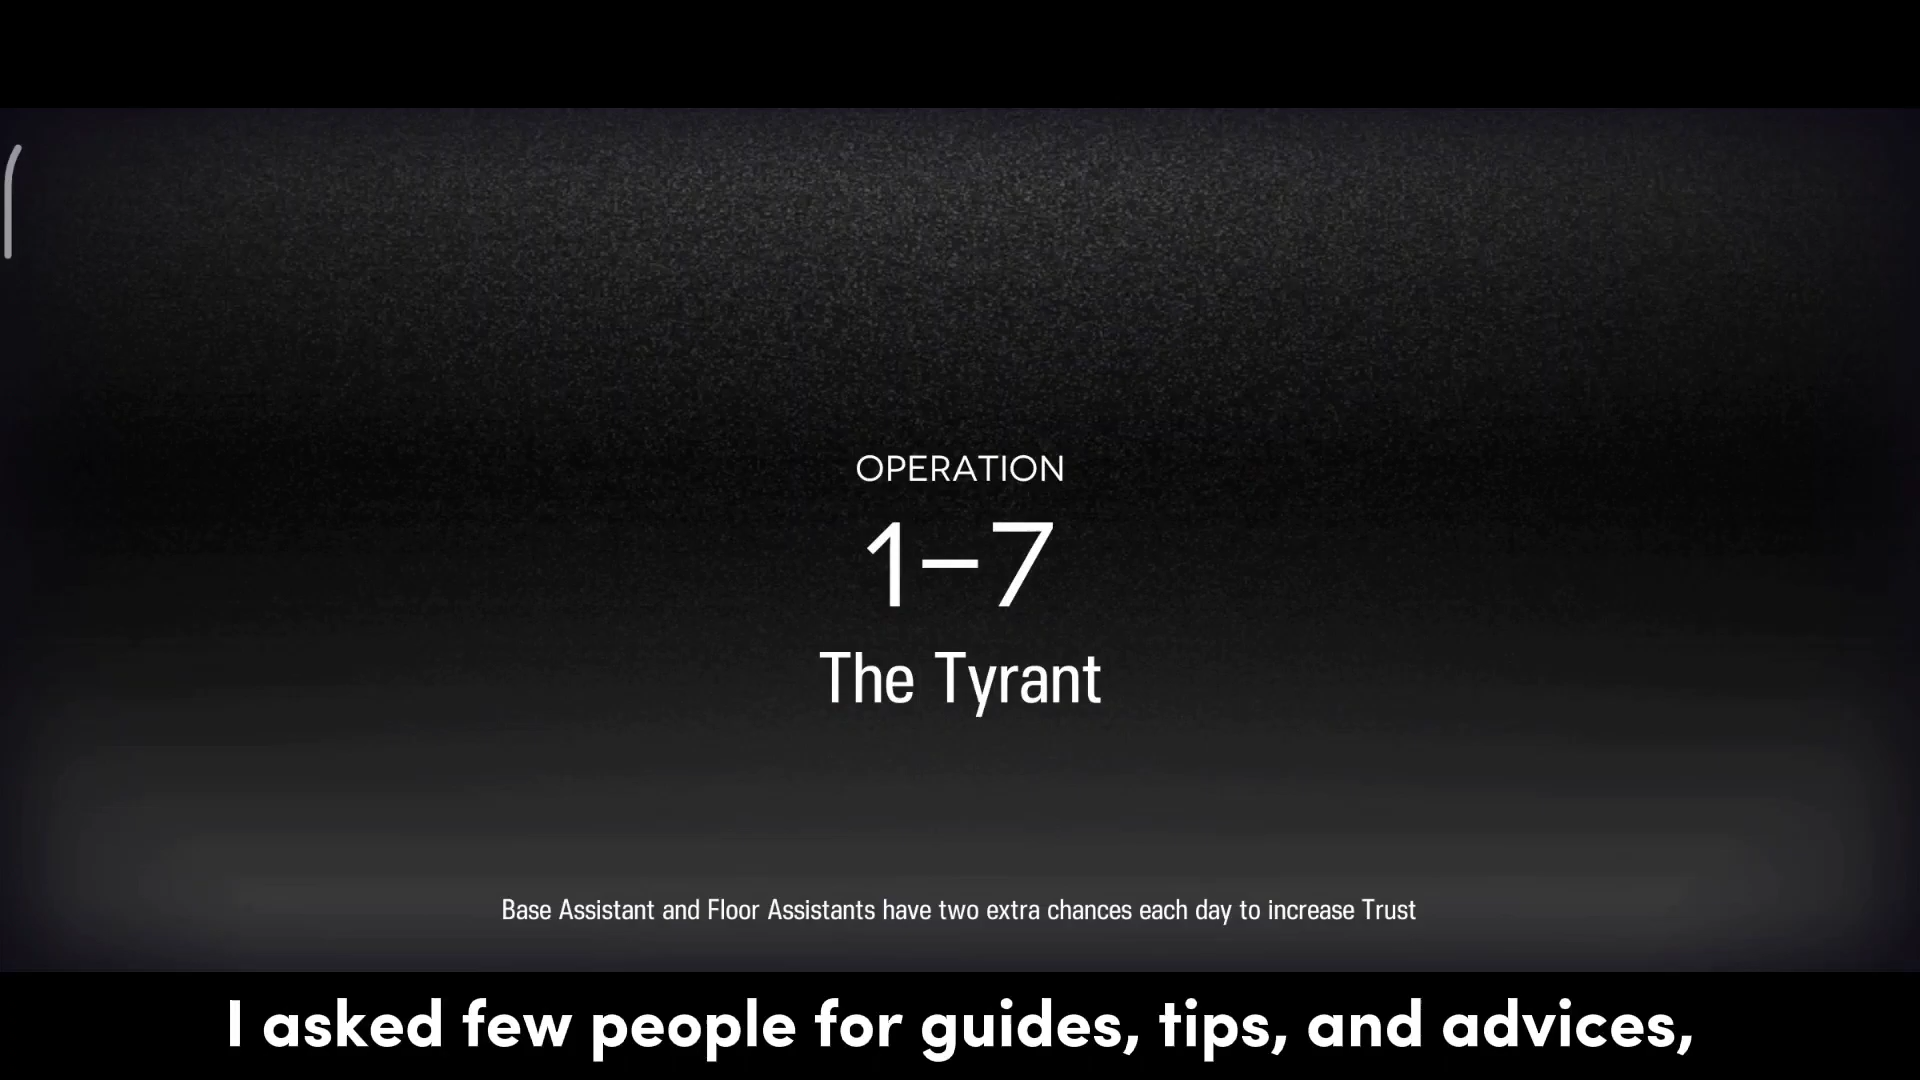 OPERATION
1–7
The Tyrant
Base Assistant and Floor Assistants have two extra chances each day to increase Trust
I asked few people for guides, tips, and advices,